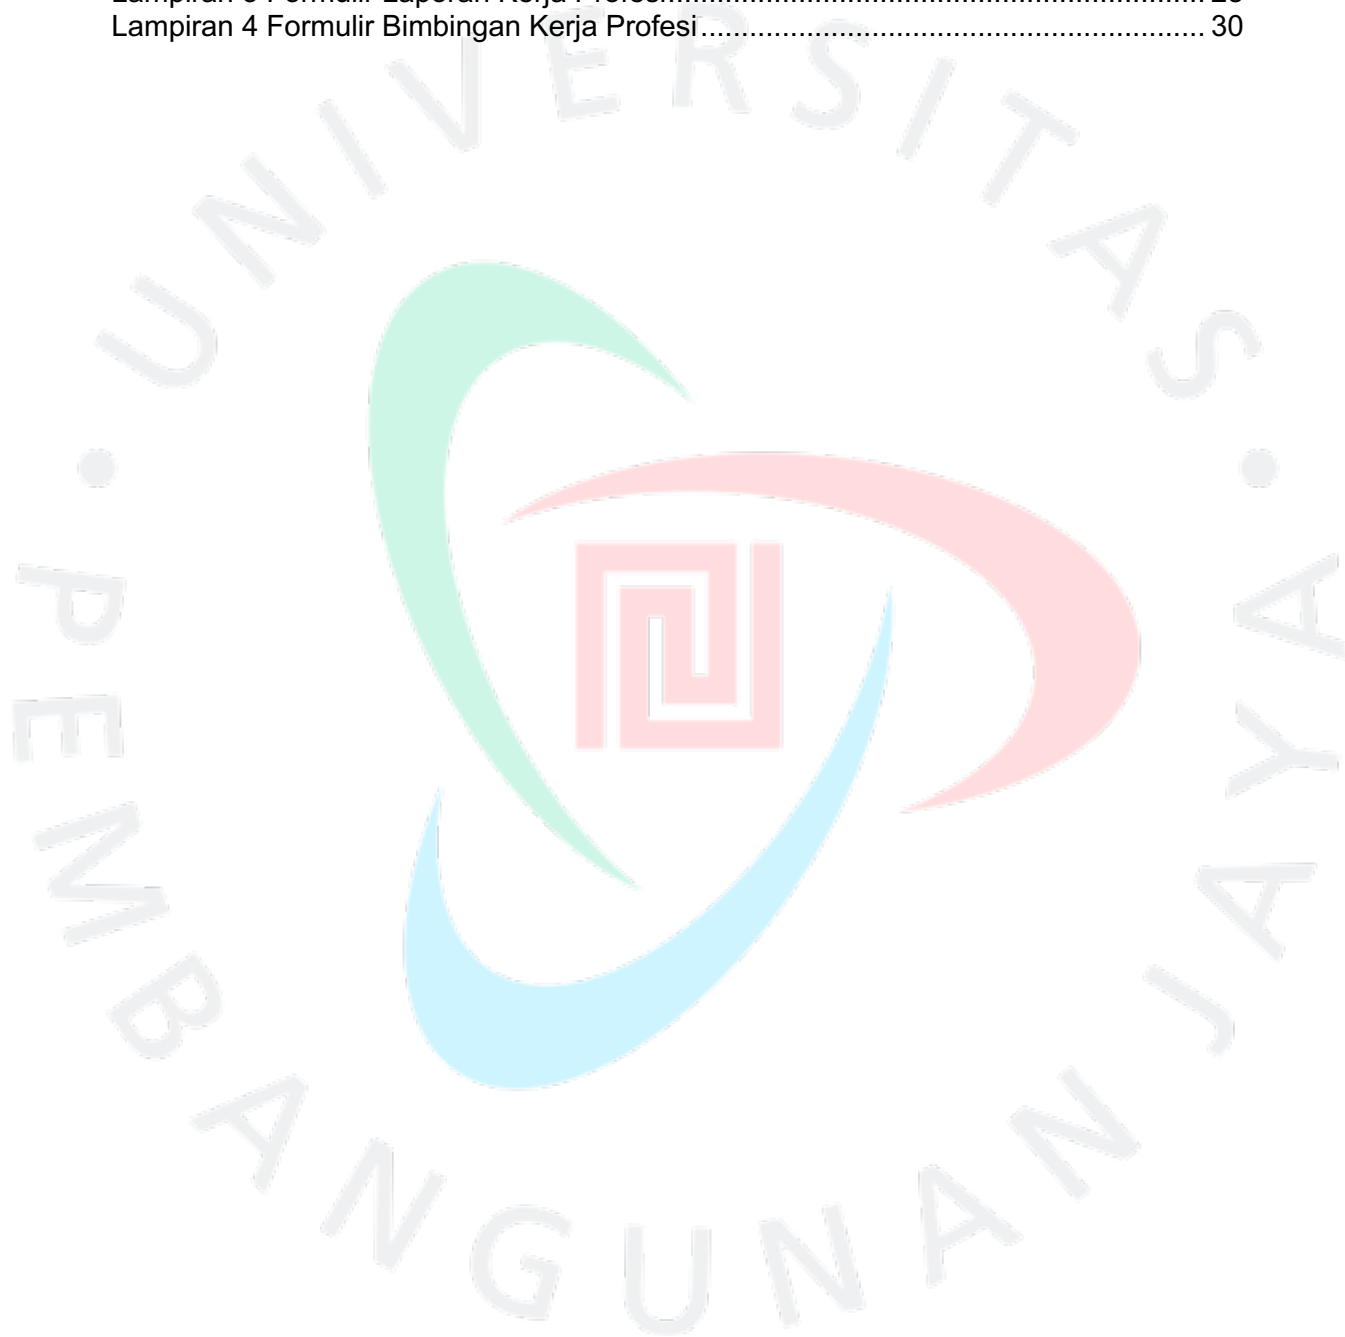 Lampiran 4 Formulir Bimbingan Kerja Profesi............................................................. 30
UNIVERSITAS
PEMBANGUNAN JAYA